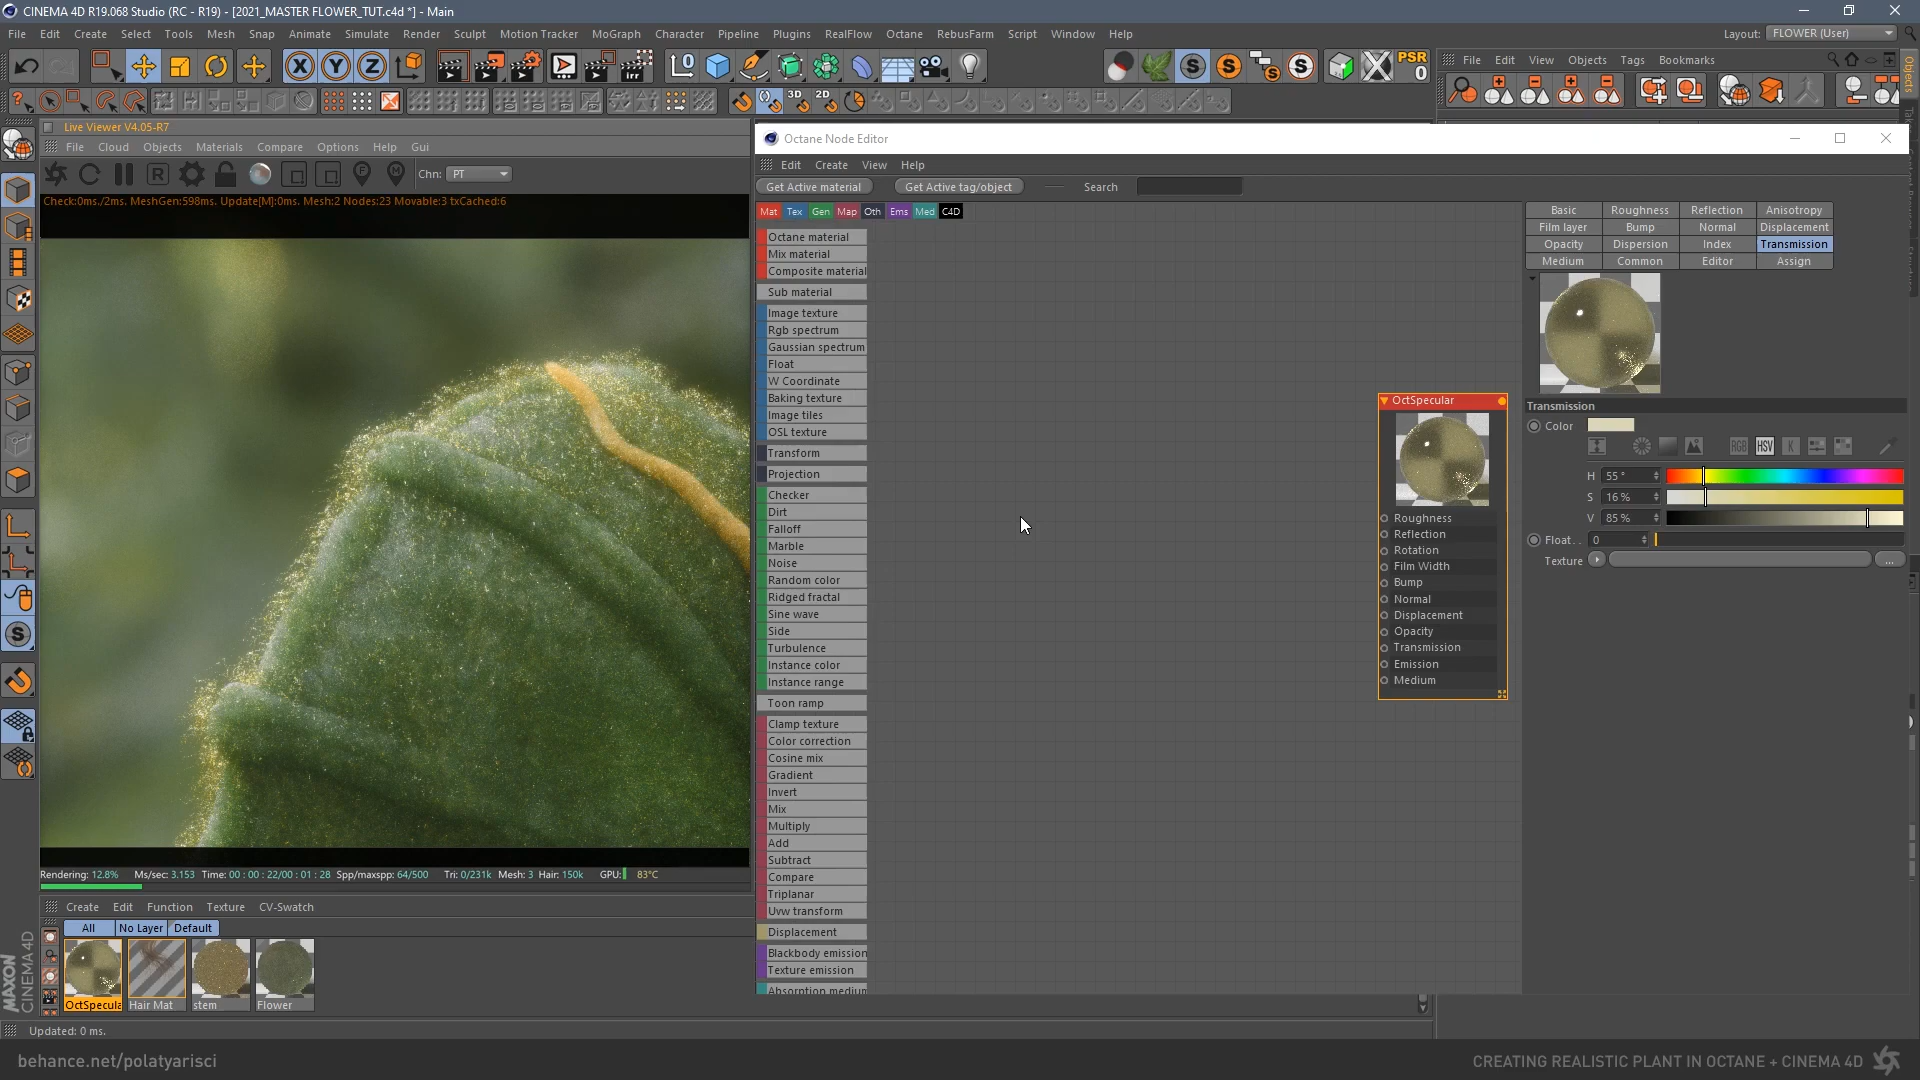 CINEMA 4D R19.068 Studio (RC - R19) - [2021_MASTER FLOWER_TUT.c4d *] - Main
File Edit Create Select Tools Mesh Snap Animate Simulate Render Sculpt Motion Tracker MoGraph Character Pipeline Plugins RealFlow Octane RebusFarm Script Window Help
Layout: FLOWER (User)
PSR
0
File Edit View Objects Tags Bookmarks
Objects
3D 2D
Live Viewer V4.05-R7
File Cloud Objects Materials Compare Options Help Gui
Chn: PT
Check:0ms./2ms. MeshGen:598ms. Update[M]:0ms. Mesh:2 Nodes:23 Movable:3 txCached:6
Rendering: 12.8% Ms/sec: 3.153 Time: 00 : 00 : 22/00 : 01 : 28 Spp/maxspp: 64/500 Tri: 0/231k Mesh: 3 Hair: 150k GPU: 83°C
Create Edit Function Texture CV-Swatch
All No Layer Default
OctSpecula Hair Mat stem Flower
MAXON
CINEMA 4D
Updated: 0 ms.
Octane Node Editor
Edit Create View Help
Get Active material Get Active tag/object Search
Mat Tex Gen Map Oth Ems Med C4D
Octane material
Mix material
Composite material
Sub material
Image texture
Rgb spectrum
Gaussian spectrum
Float
W Coordinate
Baking texture
Image tiles
OSL texture
Transform
Projection
Checker
Dirt
Falloff
Marble
Noise
Random color
Ridged fractal
Sine wave
Side
Turbulence
Instance color
Instance range
Toon ramp
Clamp texture
Color correction
Cosine mix
Gradient
Invert
Mix
Multiply
Add
Subtract
Compare
Triplanar
Uvw transform
Displacement
Blackbody emission
Texture emission
Absorption medium
OctSpecular
Roughness
Reflection
Rotation
Film Width
Bump
Normal
Displacement
Opacity
Transmission
Emission
Medium
Basic Roughness Reflection Anisotropy
Film layer Bump Normal Displacement
Opacity Dispersion Index Transmission
Medium Common Editor Assign
Transmission
Color
RGB HSV K
H 55 °
S 16 %
V 85 %
Float . . 0
Texture ...
behance.net/polatyarisci
CREATING REALISTIC PLANT IN OCTANE + CINEMA 4D